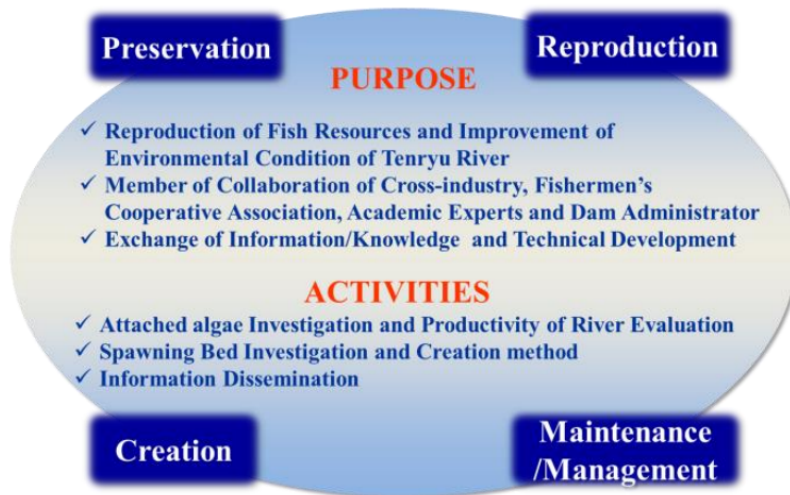 Preservation
Reproduction
PURPOSE
✓ Reproduction of Fish Resources and Improvement of
Environmental Condition of Tenryu River
✓ Member of Collaboration of Cross-industry, Fishermen's
Cooperative Association, Academic Experts and Dam Administrator
✓ Exchange of Information/Knowledge and Technical Development
ACTIVITIES
✓ Attached algae Investigation and Productivity of River Evaluation
✓ Spawning Bed Investigation and Creation method
✓ Information Dissemination
Creation
Maintenance
/Management